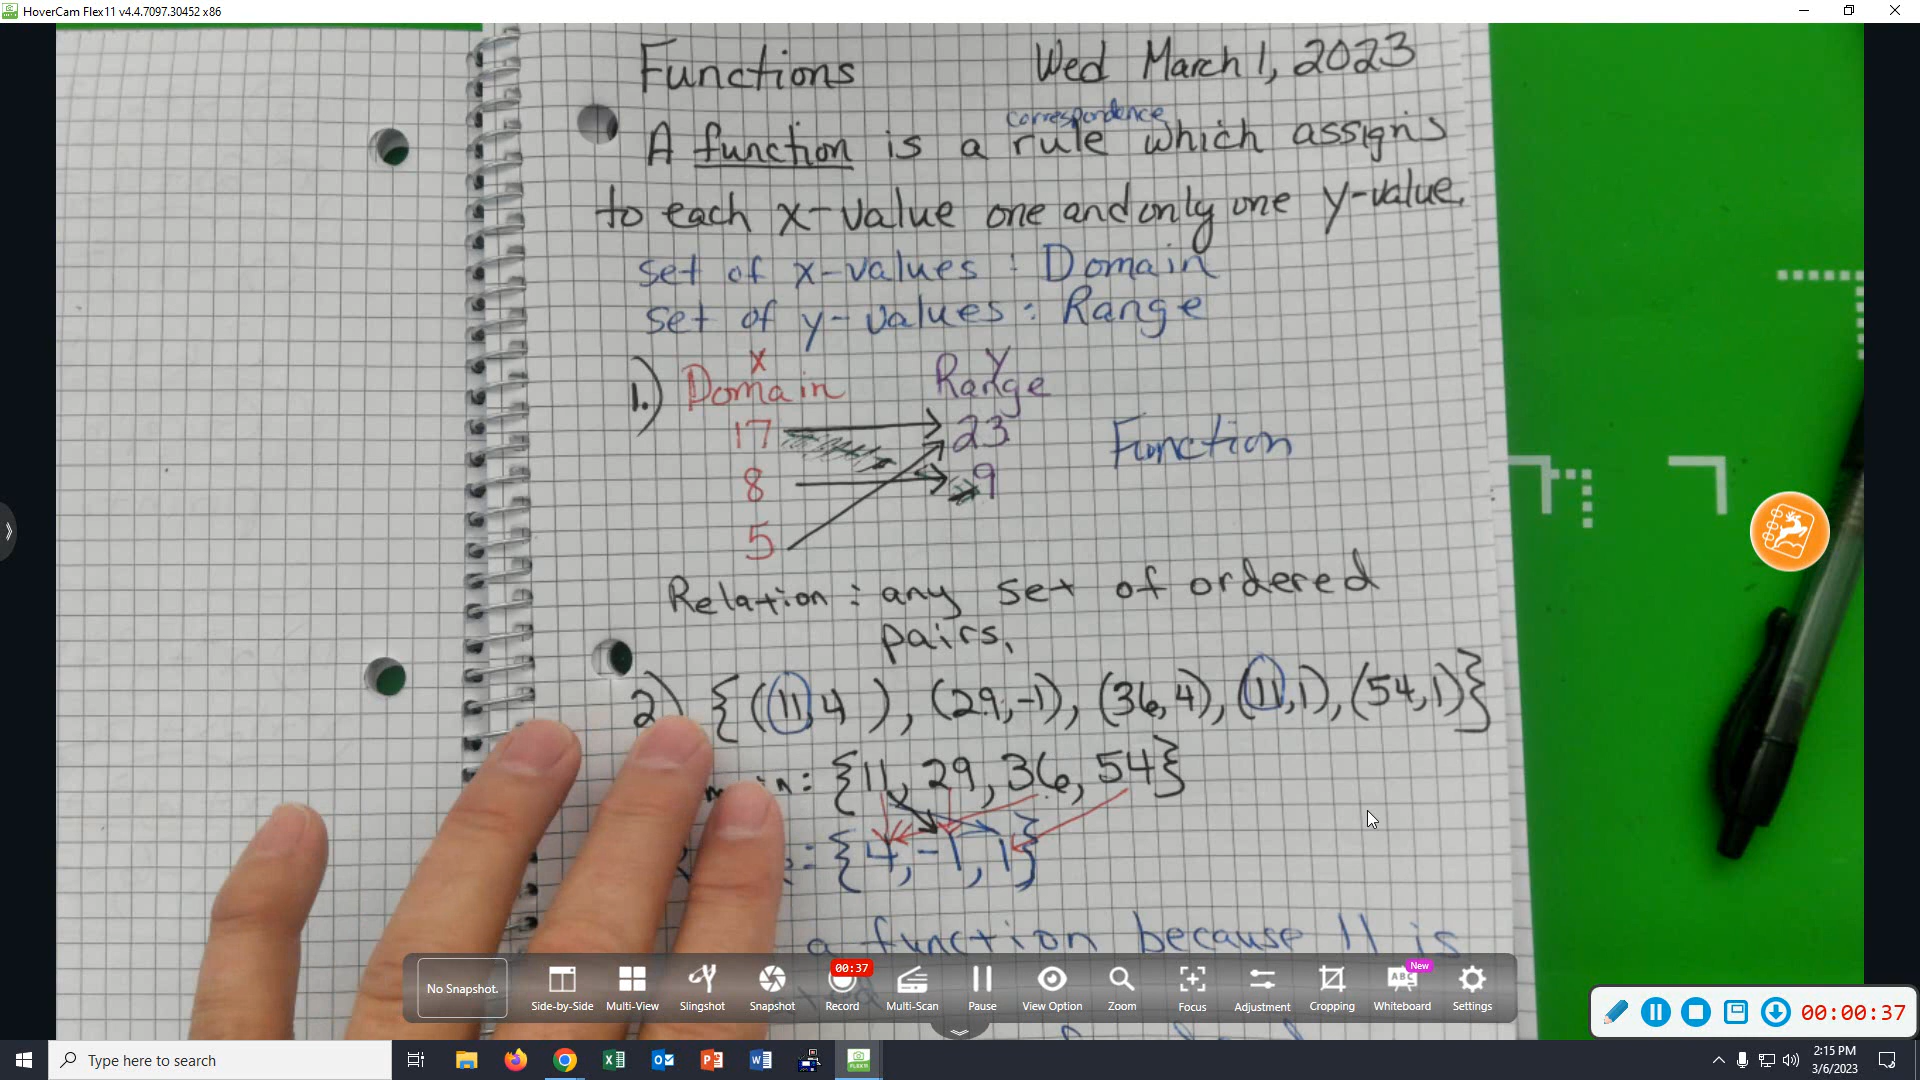 HoverCam Flex11 v4.4.7097.30452 x86
Functions Wed March 1, 2023
correspondence
A function is a rule which assigns
to each x-value one and only one y-value.
set of x-values : Domain
set of y-values : Range
x y
1.) Domain Range
17 23 Function
8 9
5
Relation : any set of ordered
pairs.
2) {(11,4), (29,-1), (36,4), (11,1), (54,1)}
: {11, 29, 36, 54}
: {4, -1, 1}
a function because 11 is
No Snapshot.
Side-by-Side
Multi-View
Slingshot
Snapshot
00:37
Record
Multi-Scan
Pause
View Option
Zoom
Focus
Adjustment
Cropping
New
ABC
Whiteboard
Settings
00:00:37
Type here to search
2:15 PM
3/6/2023